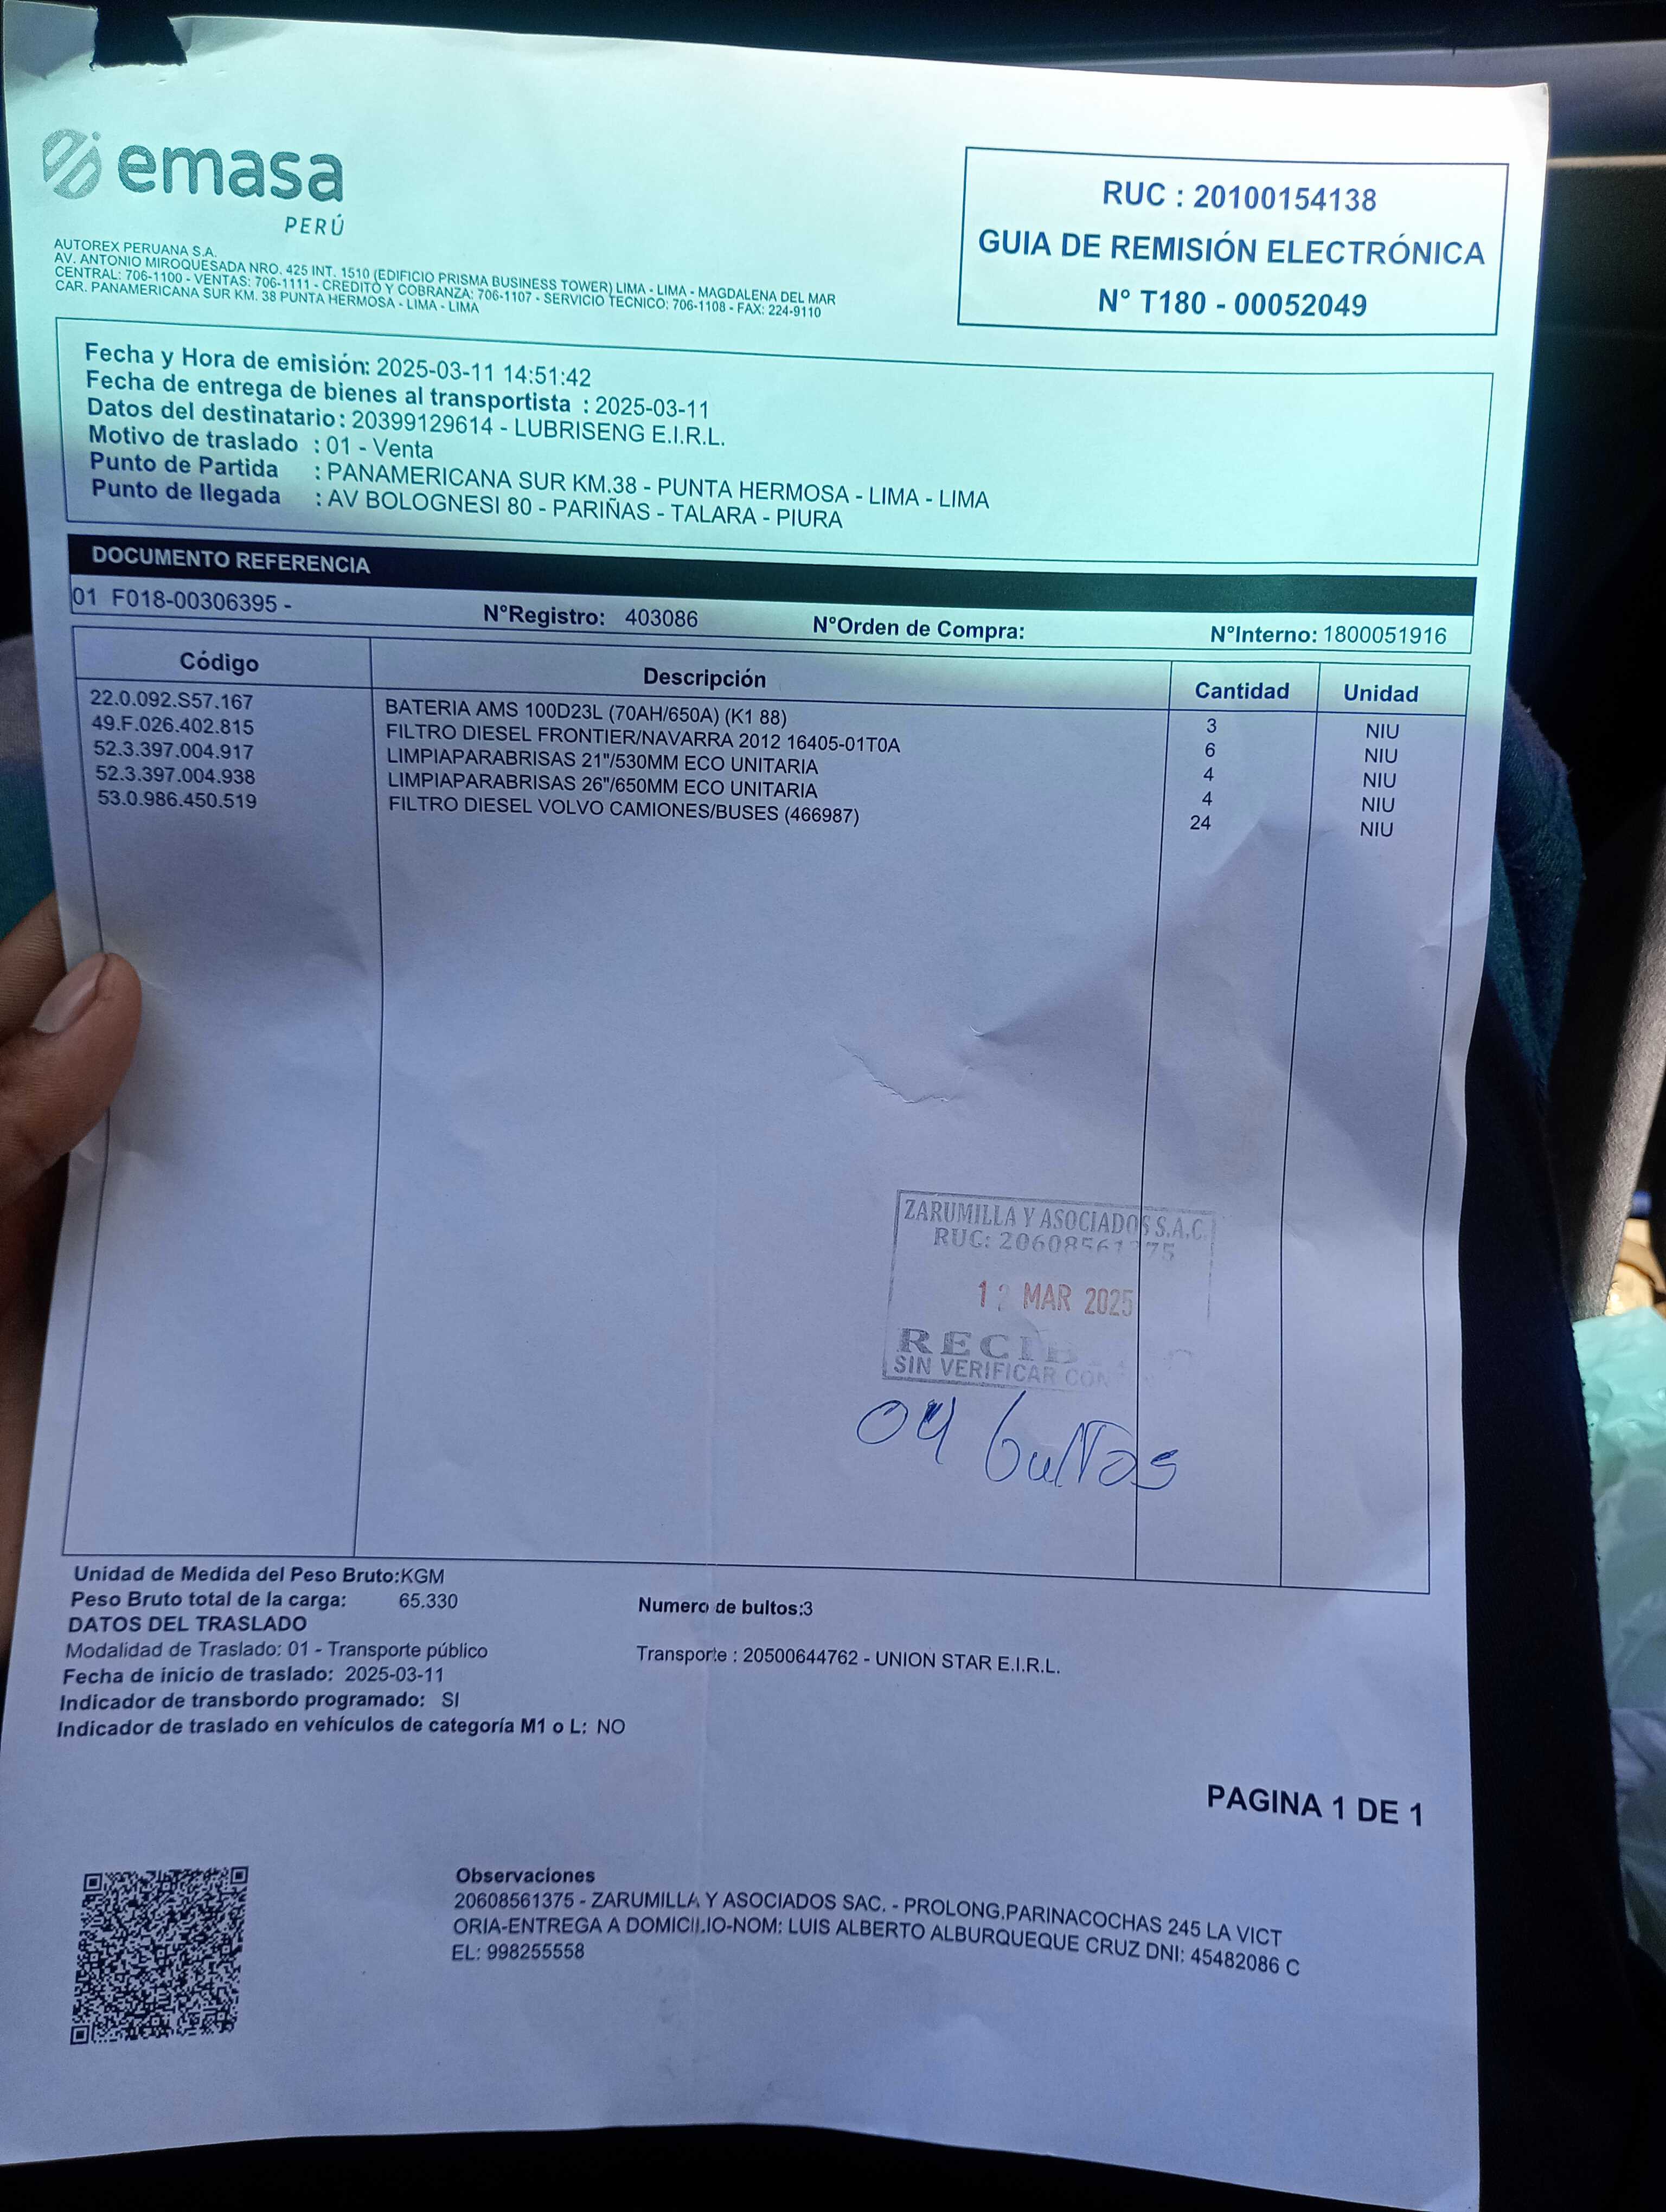 emasa
PERÚ
AUTOREX PERUANA S.A.
AV. ANTONIO MIROQUESADA NRO. 425 INT. 1510 (EDIFICIO PRISMA BUSINESS TOWER) LIMA - LIMA - MAGDALENA DEL MAR
CENTRAL: 706-1100 - VENTAS: 706-1111 - CREDITO Y COBRANZA: 706-1107 - SERVICIO TECNICO: 706-1108 - FAX: 224-9110
CAR. PANAMERICANA SUR KM. 38 PUNTA HERMOSA - LIMA - LIMA
RUC : 20100154138
GUIA DE REMISIÓN ELECTRÓNICA
N° T180 - 00052049
Fecha y Hora de emisión: 2025-03-11 14:51:42
Fecha de entrega de bienes al transportista : 2025-03-11
Datos del destinatario : 20399129614 - LUBRISENG E.I.R.L.
Motivo de traslado : 01 - Venta
Punto de Partida : PANAMERICANA SUR KM.38 - PUNTA HERMOSA - LIMA - LIMA
Punto de llegada : AV BOLOGNESI 80 - PARIÑAS - TALARA - PIURA
DOCUMENTO REFERENCIA
01 F018-00306395 - N°Registro: 403086 N°Orden de Compra: N°Interno: 1800051916
Código Descripción Cantidad Unidad
22.0.092.S57.167 BATERIA AMS 100D23L (70AH/650A) (K1 88) 3 NIU
49.F.026.402.815 FILTRO DIESEL FRONTIER/NAVARRA 2012 16405-01T0A 6 NIU
52.3.397.004.917 LIMPIAPARABRISAS 21"/530MM ECO UNITARIA 4 NIU
52.3.397.004.938 LIMPIAPARABRISAS 26"/650MM ECO UNITARIA 4 NIU
53.0.986.450.519 FILTRO DIESEL VOLVO CAMIONES/BUSES (466987) 24 NIU
ZARUMILLA Y ASOCIADOS S.A.C.
RUC: 20608561375
12 MAR 2025
SIN VERIFICAR
04 bultos
Unidad de Medida del Peso Bruto:KGM
Peso Bruto total de la carga: 65.330 Numero de bultos:3
DATOS DEL TRASLADO
Modalidad de Traslado: 01 - Transporte público Transporte : 20500644762 - UNION STAR E.I.R.L.
Fecha de inicio de traslado: 2025-03-11
Indicador de transbordo programado: SI
Indicador de traslado en vehículos de categoría M1 o L: NO
PAGINA 1 DE 1
Observaciones
20608561375 - ZARUMILLA Y ASOCIADOS SAC. - PROLONG.PARINACOCHAS 245 LA VICT
ORIA-ENTREGA A DOMICILIO-NOM: LUIS ALBERTO ALBURQUEQUE CRUZ DNI: 45482086 C
EL: 998255558